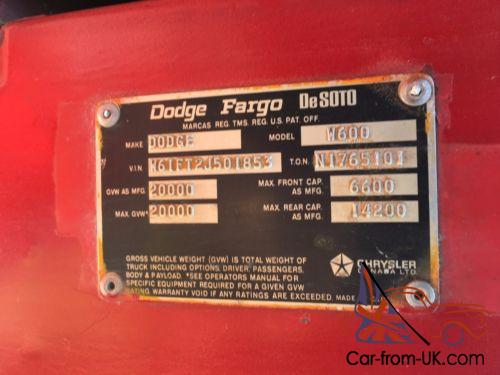 Dodge Fargo DeSOTO
MARCAS REG. TMS. REG. U.S. PAT. OFF.
MAKE DODGE MODEL W600
V.I.N. W61FT2J501853 T.O.N. N1765101
GVW AS MFG. 20000 MAX. FRONT CAP. AS MFG. 6600
MAX. GVW* 20000 MAX. REAR CAP. AS MFG. 14200
GROSS VEHICLE WEIGHT (GVW) IS TOTAL WEIGHT OF
TRUCK INCLUDING OPTIONS, DRIVER, PASSENGERS,
BODY & PAYLOAD. *SEE OPERATORS MANUAL FOR
SPECIFIC EQUIPMENT REQUIRED FOR A GIVEN GVW
RATING. WARRANTY VOID IF ANY RATINGS ARE EXCEEDED. MADE
CHRYSLER
CANADA LTD.
Car-from-UK.com